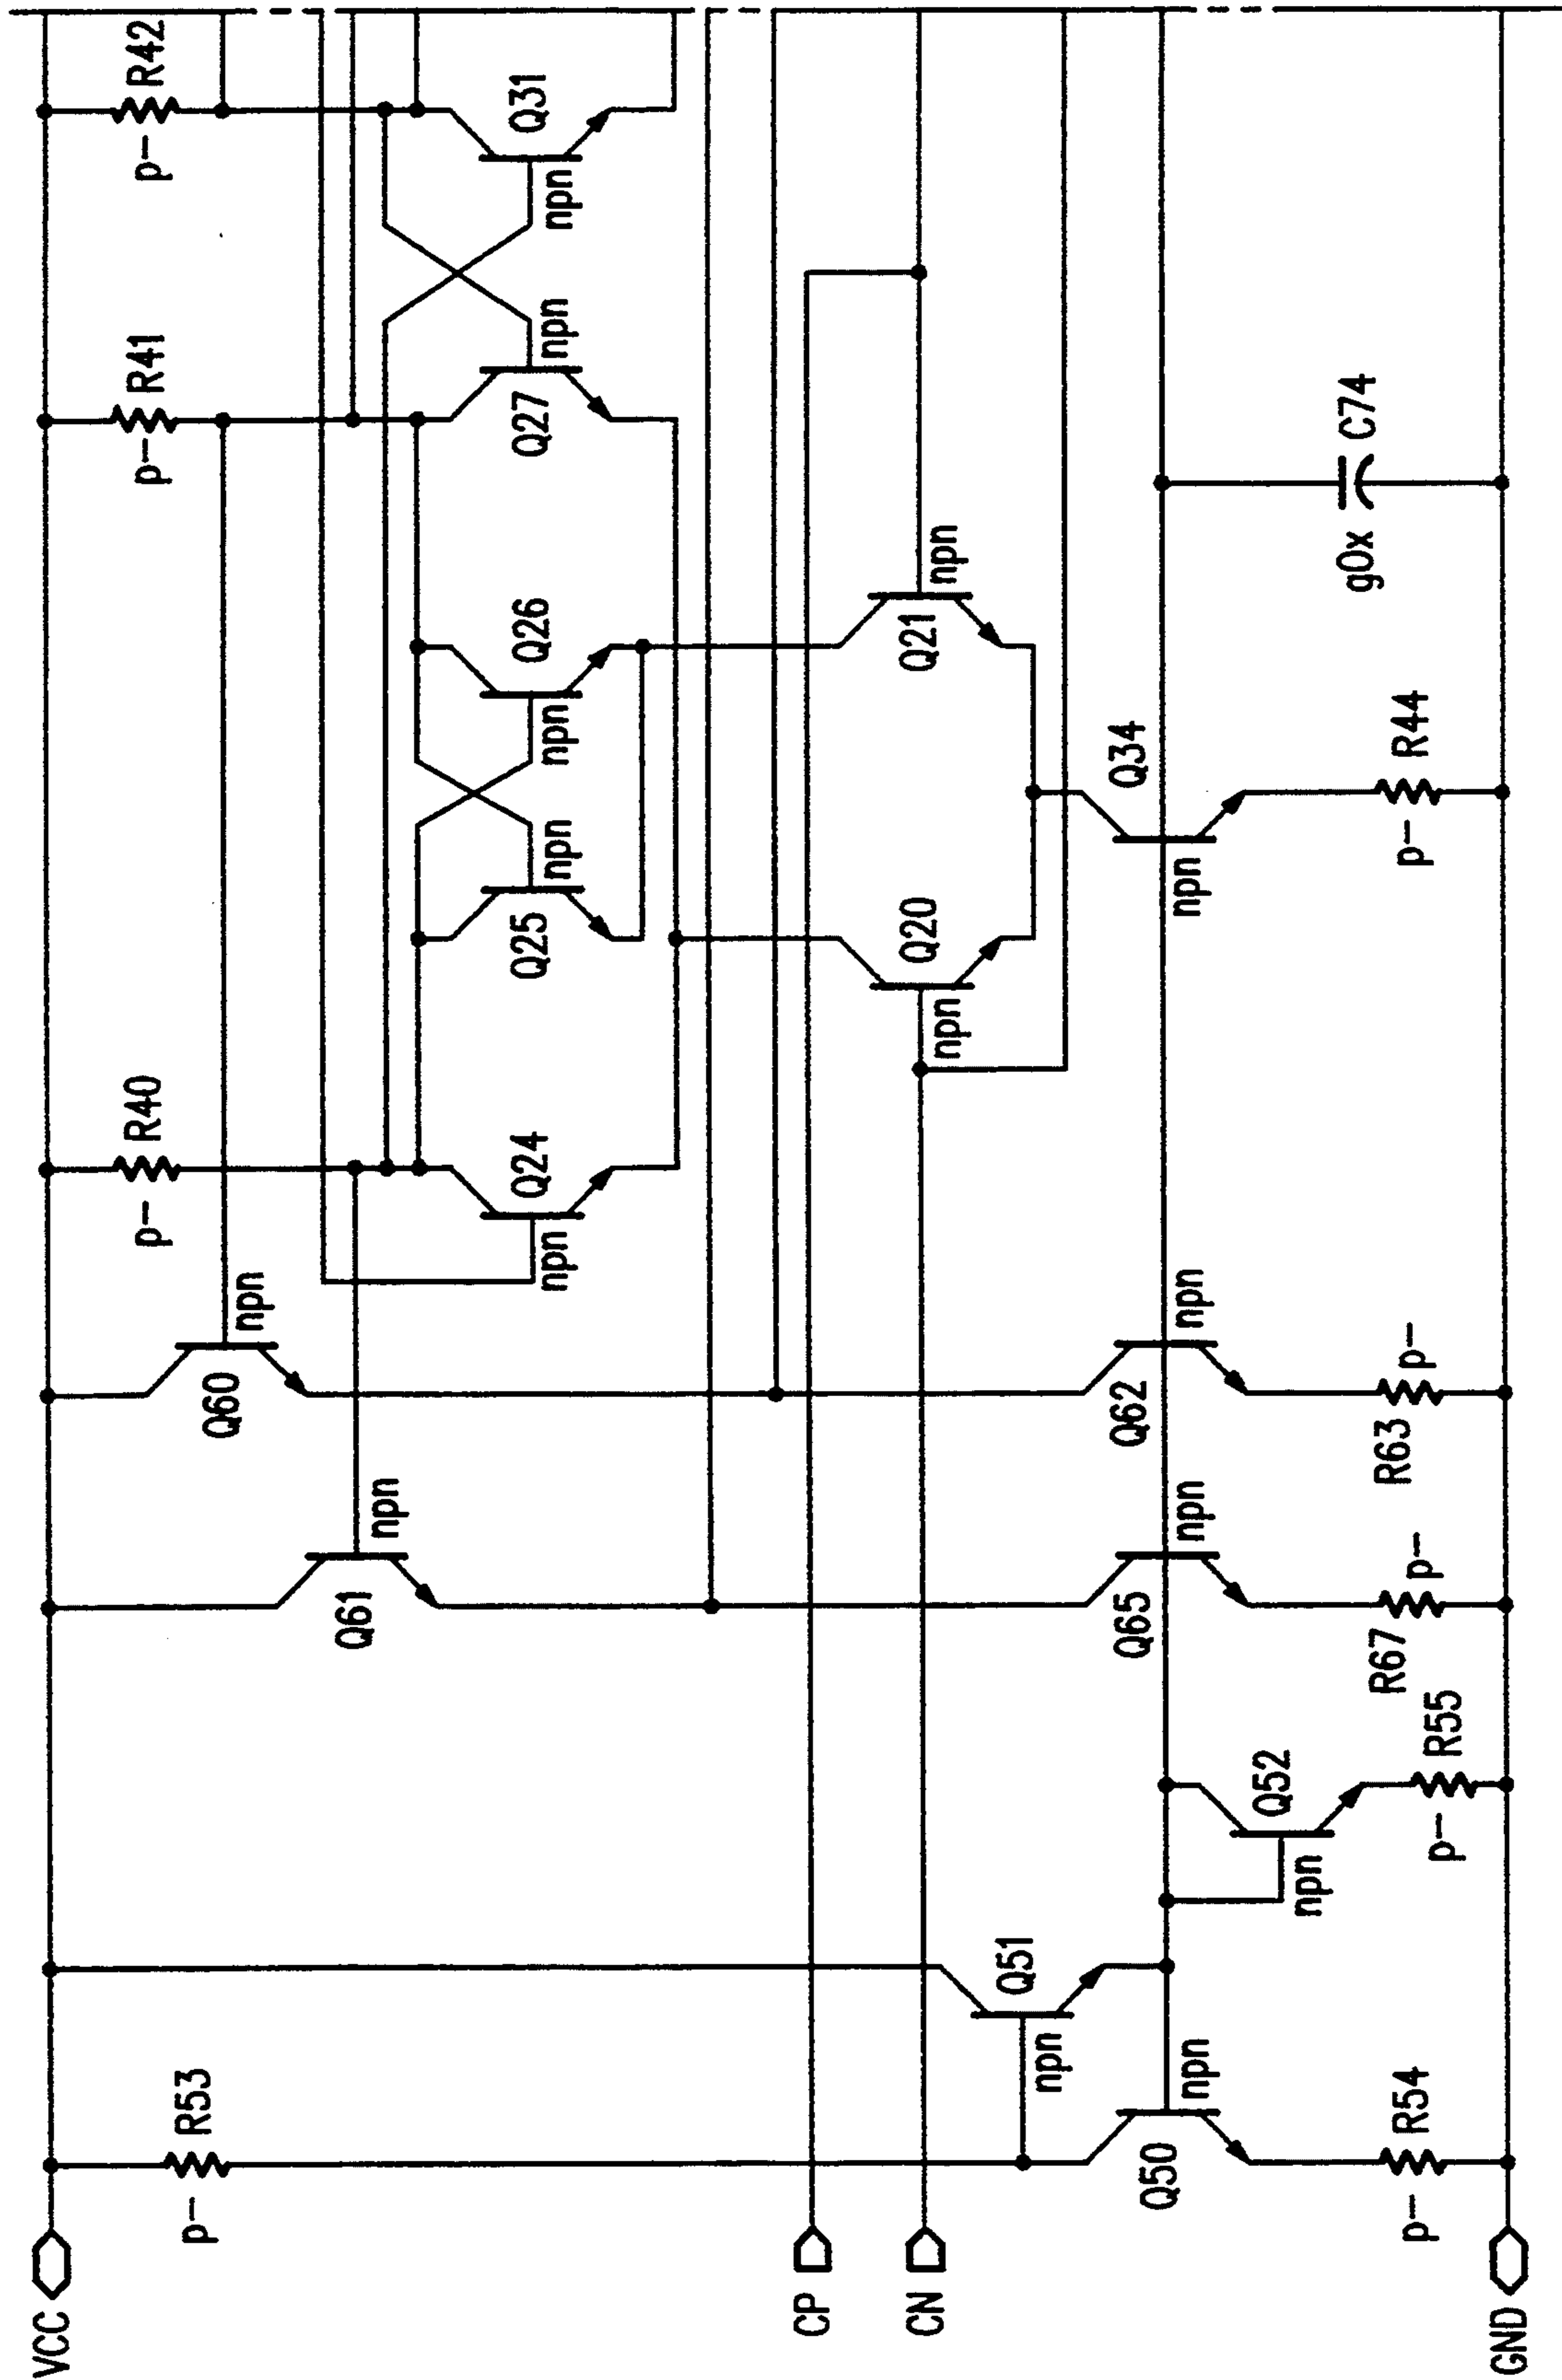 VCC
p- R53
Q61
npn
Q60
npn
p- R40
p- R41
p- R42
Q24
npn
Q25
npn
Q26
npn
Q27
npn
Q31
npn
CP
CN
Q20
npn
Q21
npn
Q51
npn
Q50
npn
Q52
npn
Q65
npn
Q62
npn
Q34
npn
p- R54
p- R55
R67 p-
R63 p-
p- R44
gOx C74
GND